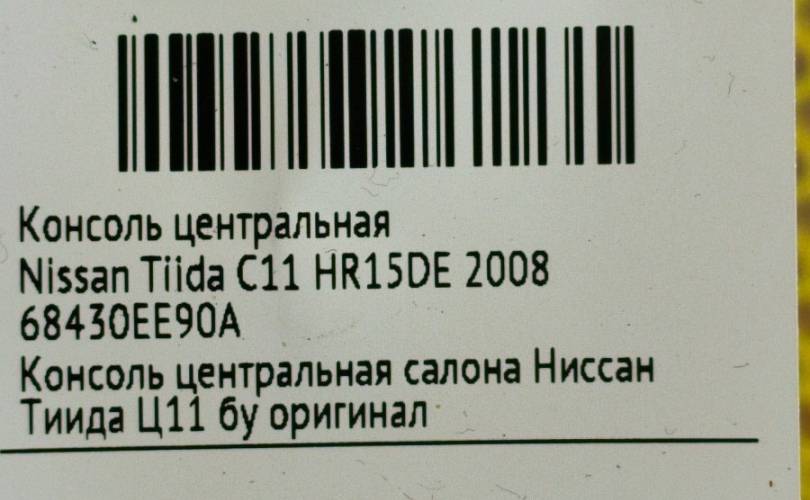 Консоль центральная
Nissan Tiida C11 HR15DE 2008
68430EE90A
Консоль центральная салона Ниссан
Тиида Ц11 бу оригинал